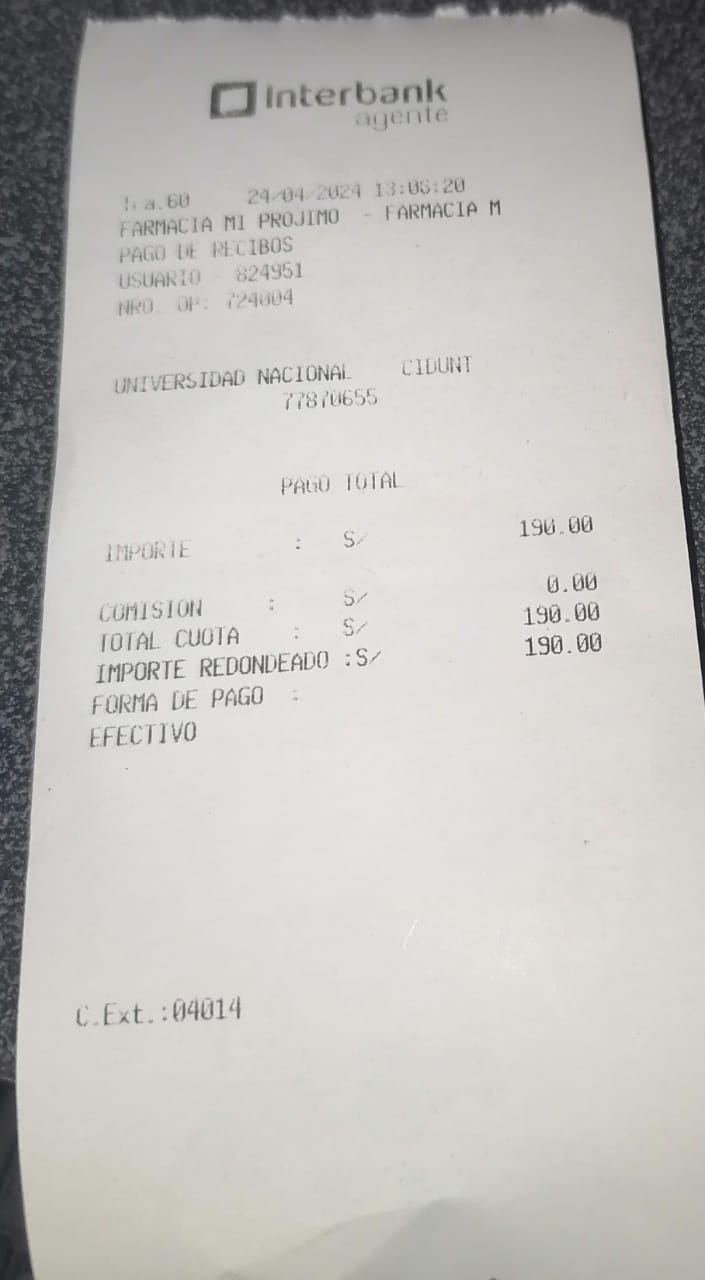 Interbank
agente
24/04/2024 13:06:20
FARMACIA MI PROJIMO - FARMACIA M
PAGO DE RECIBOS
USUARIO - 824951
NRO. OP: 724004
UNIVERSIDAD NACIONAL CIDUNT
77870655
PAGO TOTAL
IMPORTE : S/ 190.00
COMISION : S/ 0.00
TOTAL CUOTA : S/ 190.00
IMPORTE REDONDEADO :S/ 190.00
FORMA DE PAGO :
EFECTIVO
C.Ext.:04014